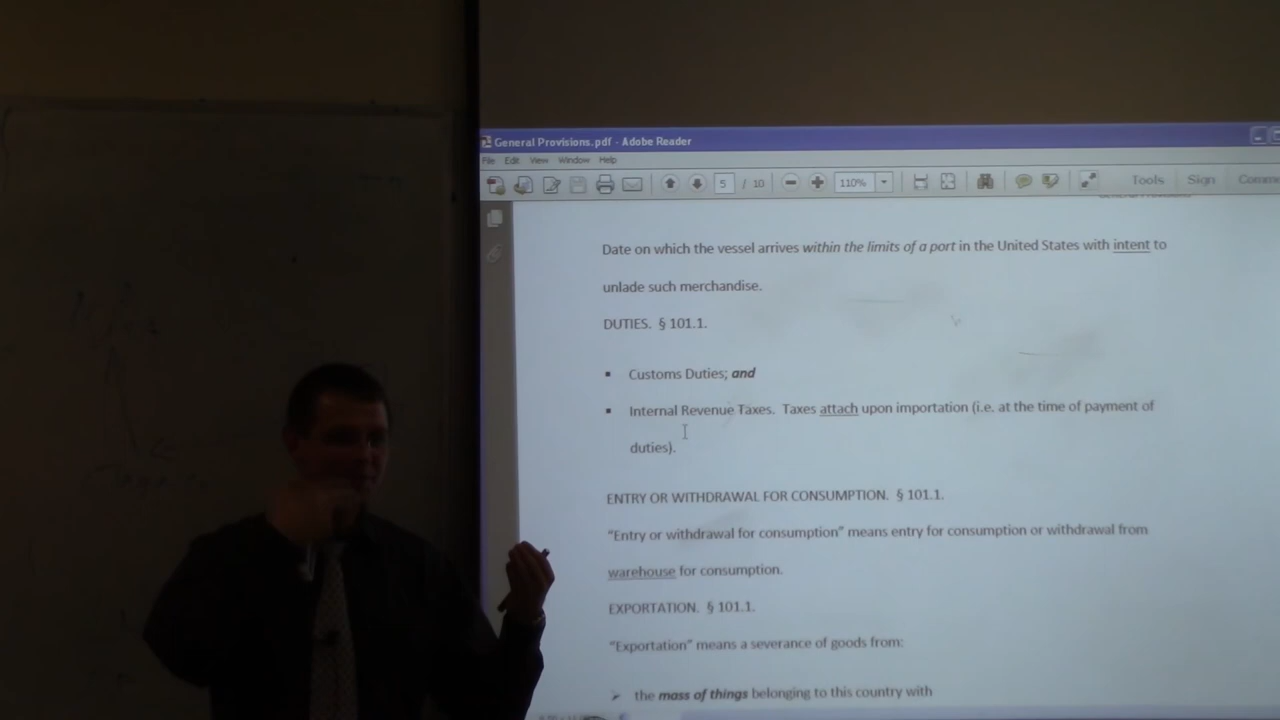 General Provisions.pdf - Adobe Reader
File Edit View Window Help
5 / 10 110% Tools Sign
Date on which the vessel arrives within the limits of a port in the United States with intent to
unlade such merchandise.
DUTIES. § 101.1.
▪ Customs Duties; and
▪ Internal Revenue Taxes. Taxes attach upon importation (i.e. at the time of payment of
duties).
ENTRY OR WITHDRAWAL FOR CONSUMPTION. § 101.1.
“Entry or withdrawal for consumption” means entry for consumption or withdrawal from
warehouse for consumption.
EXPORTATION. § 101.1.
“Exportation” means a severance of goods from:
➢ the mass of things belonging to this country with